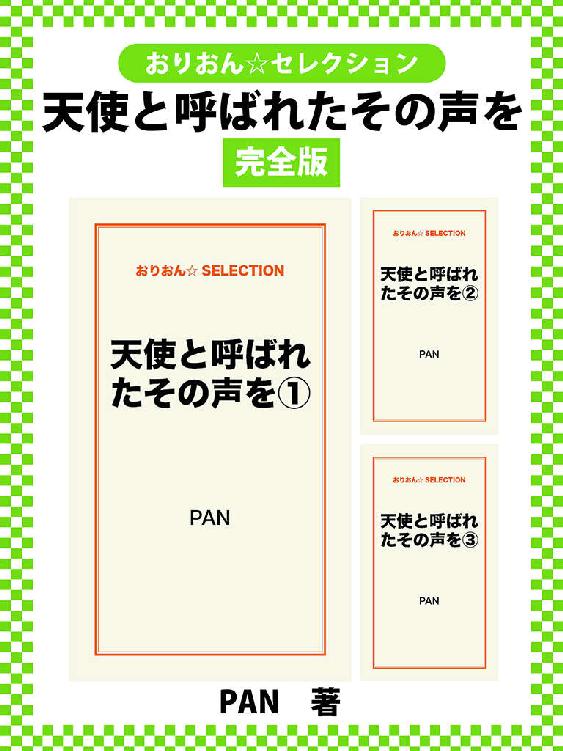 おりおん☆セレクション
天使と呼ばれたその声を
完全版
おりおん☆ SELECTION
天使と呼ばれ
たその声を①
PAN
おりおん☆ SELECTION
天使と呼ばれ
たその声を②
PAN
おりおん☆ SELECTION
天使と呼ばれ
たその声を③
PAN
PAN 著